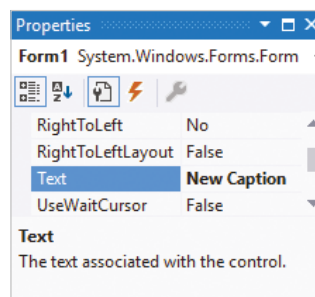 Properties
Form1 System.Windows.Forms.Form
RightToLeft No
RightToLeftLayout False
Text New Caption
UseWaitCursor False
Text
The text associated with the control.